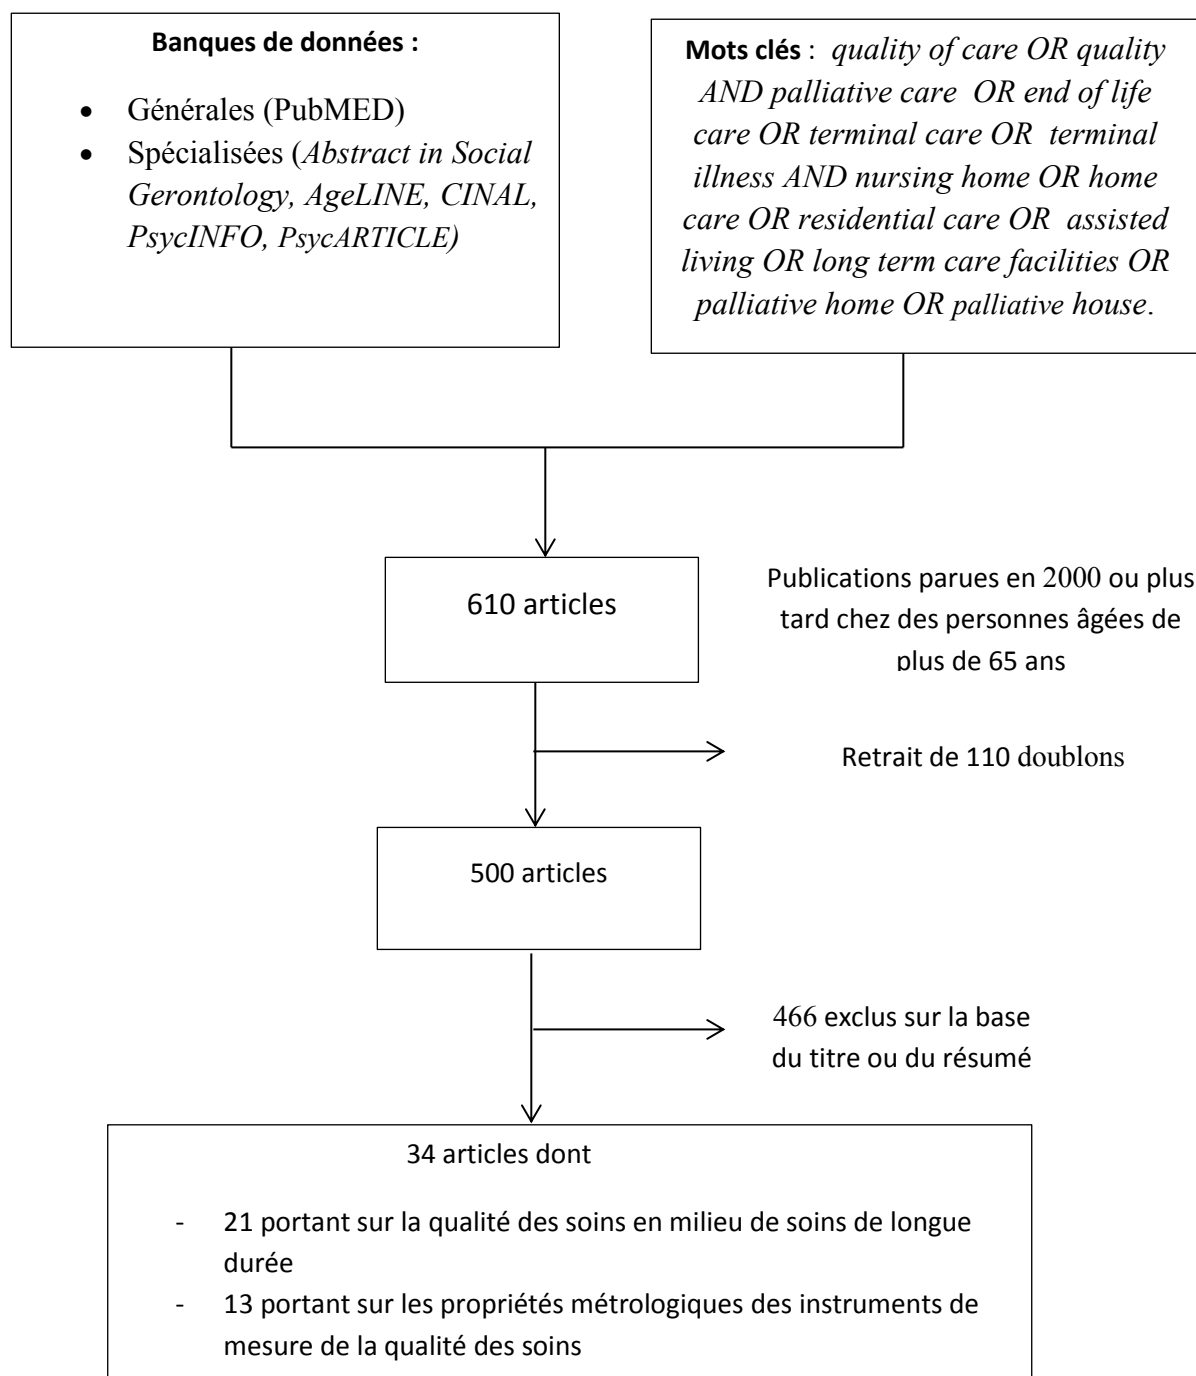 Banques de données :
• Générales (PubMED)
• Spécialisées (Abstract in Social
Gerontology, AgeLINE, CINAL,
PsycINFO, PsycARTICLE)
Mots clés : quality of care OR quality
AND palliative care OR end of life
care OR terminal care OR terminal
illness AND nursing home OR home
care OR residential care OR assisted
living OR long term care facilities OR
palliative home OR palliative house.
610 articles
Publications parues en 2000 ou plus
tard chez des personnes âgées de
plus de 65 ans
Retrait de 110 doublons
500 articles
466 exclus sur la base
du titre ou du résumé
34 articles dont
- 21 portant sur la qualité des soins en milieu de soins de longue
durée
- 13 portant sur les propriétés métrologiques des instruments de
mesure de la qualité des soins